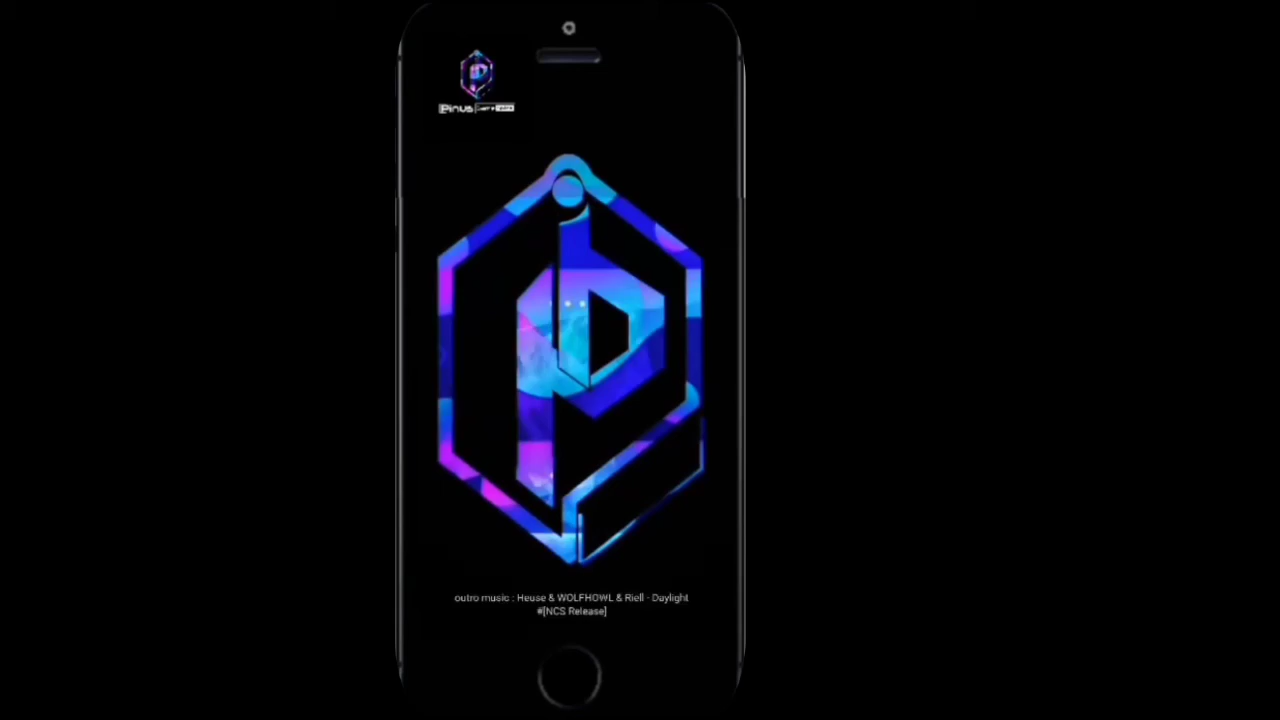 Pinus
outro music : Heuse & WOLFHOWL & Riell - Daylight
#[NCS Release]